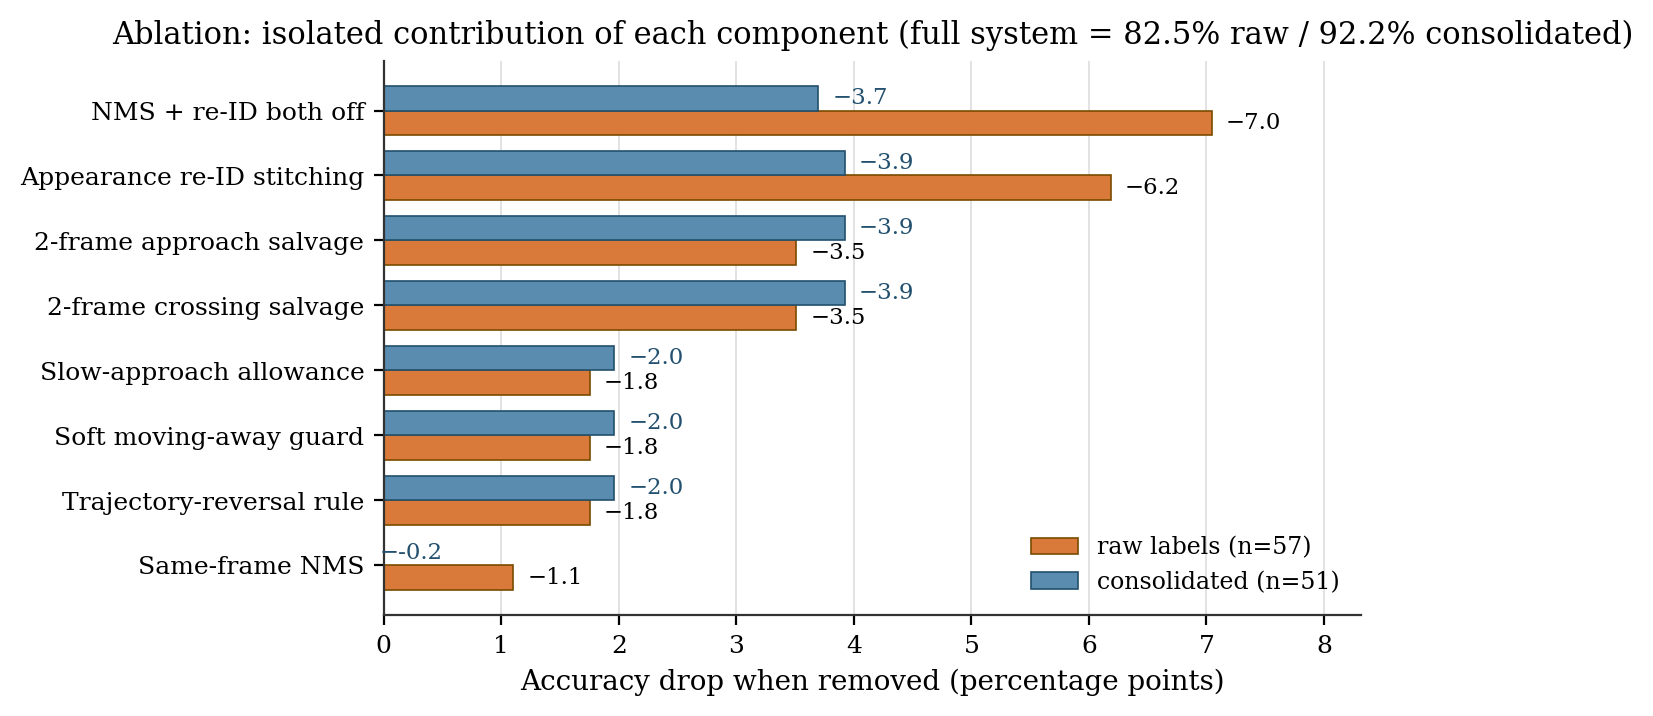 Ablation: isolated contribution of each component (full system = 82.5% raw / 92.2% consolidated)
NMS + re-ID both off
−3.7
−7.0
Appearance re-ID stitching
−3.9
−6.2
2-frame approach salvage
−3.9
−3.5
2-frame crossing salvage
−3.9
−3.5
Slow-approach allowance
−2.0
−1.8
Soft moving-away guard
−2.0
−1.8
Trajectory-reversal rule
−2.0
−1.8
Same-frame NMS
−-0.2
−1.1
raw labels (n=57)
consolidated (n=51)
0 1 2 3 4 5 6 7 8
Accuracy drop when removed (percentage points)